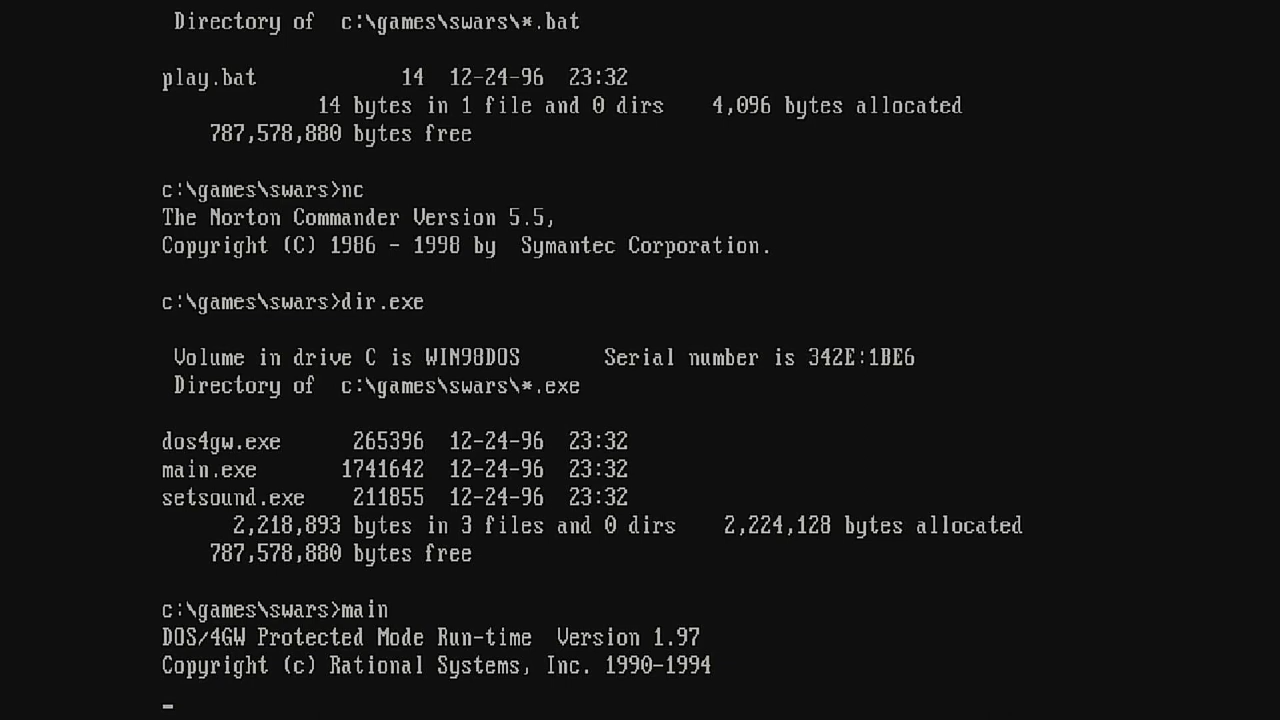 Directory of  c:\games\swars\*.bat
play.bat            14  12-24-96  23:32
14 bytes in 1 file and 0 dirs    4,096 bytes allocated
787,578,880 bytes free
c:\games\swars>nc
The Norton Commander Version 5.5,
Copyright (C) 1986 - 1998 by  Symantec Corporation.
c:\games\swars>dir.exe
Volume in drive C is WIN98DOS       Serial number is 342E:1BE6
Directory of  c:\games\swars\*.exe
dos4gw.exe      265396  12-24-96  23:32
main.exe       1741642  12-24-96  23:32
setsound.exe    211855  12-24-96  23:32
2,218,893 bytes in 3 files and 0 dirs    2,224,128 bytes allocated
787,578,880 bytes free
c:\games\swars>main
DOS/4GW Protected Mode Run-time  Version 1.97
Copyright (c) Rational Systems, Inc. 1990-1994